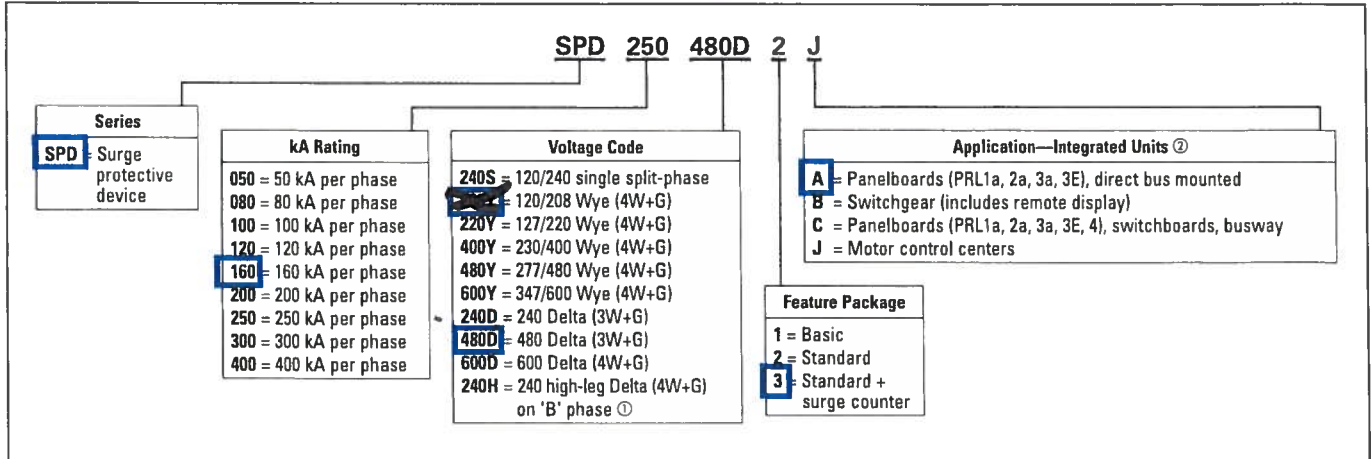 SPD 250 480D 2 J
Series
SPD = Surge
protective
device
kA Rating
050 = 50 kA per phase
080 = 80 kA per phase
100 = 100 kA per phase
120 = 120 kA per phase
160 = 160 kA per phase
200 = 200 kA per phase
250 = 250 kA per phase
300 = 300 kA per phase
400 = 400 kA per phase
Voltage Code
240S = 120/240 single split-phase
= 120/208 Wye (4W+G)
220Y = 127/220 Wye (4W+G)
400Y = 230/400 Wye (4W+G)
480Y = 277/480 Wye (4W+G)
600Y = 347/600 Wye (4W+G)
240D = 240 Delta (3W+G)
480D = 480 Delta (3W+G)
600D = 600 Delta (4W+G)
240H = 240 high-leg Delta (4W+G)
on 'B' phase ①
Application—Integrated Units ②
A = Panelboards (PRL1a, 2a, 3a, 3E), direct bus mounted
B = Switchgear (includes remote display)
C = Panelboards (PRL1a, 2a, 3a, 3E, 4), switchboards, busway
J = Motor control centers
Feature Package
1 = Basic
2 = Standard
3 = Standard +
surge counter